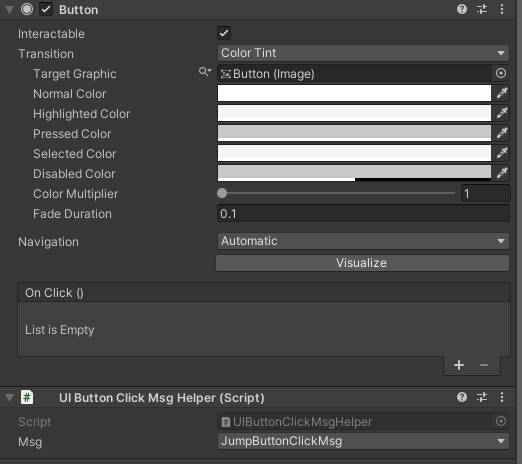 Button
Interactable
Transition Color Tint
Target Graphic Button (Image)
Normal Color
Highlighted Color
Pressed Color
Selected Color
Disabled Color
Color Multiplier 1
Fade Duration 0.1
Navigation Automatic
Visualize
On Click ()
List is Empty
+ −
# UI Button Click Msg Helper (Script)
Script # UIButtonClickMsgHelper
Msg JumpButtonClickMsg